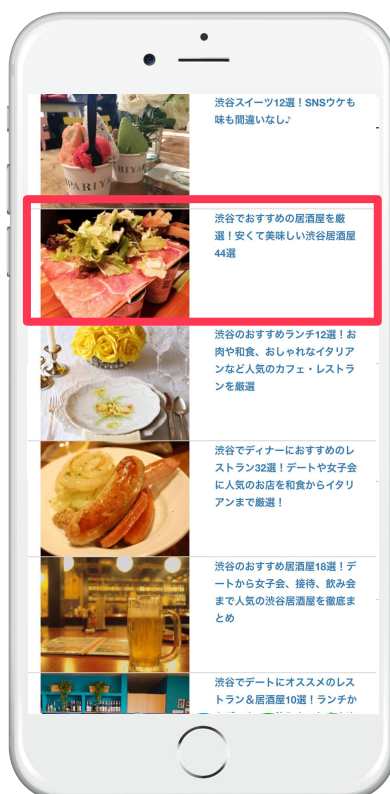 渋谷スイーツ12選！SNSウケも
味も間違いなし♪
渋谷でおすすめの居酒屋を厳
選！安くて美味しい渋谷居酒屋
44選
渋谷のおすすめランチ12選！お
肉や和食、おしゃれなイタリア
ンなど人気のカフェ・レストラ
ンを厳選
渋谷でディナーにおすすめのレ
ストラン32選！デートや女子会
に人気のお店を和食からイタリ
アンまで厳選！
渋谷のおすすめ居酒屋18選！デ
ートから女子会、接待、飲み会
まで人気の渋谷居酒屋を徹底ま
とめ
渋谷でデートにオススメのレス
トラン＆居酒屋10選！ランチか